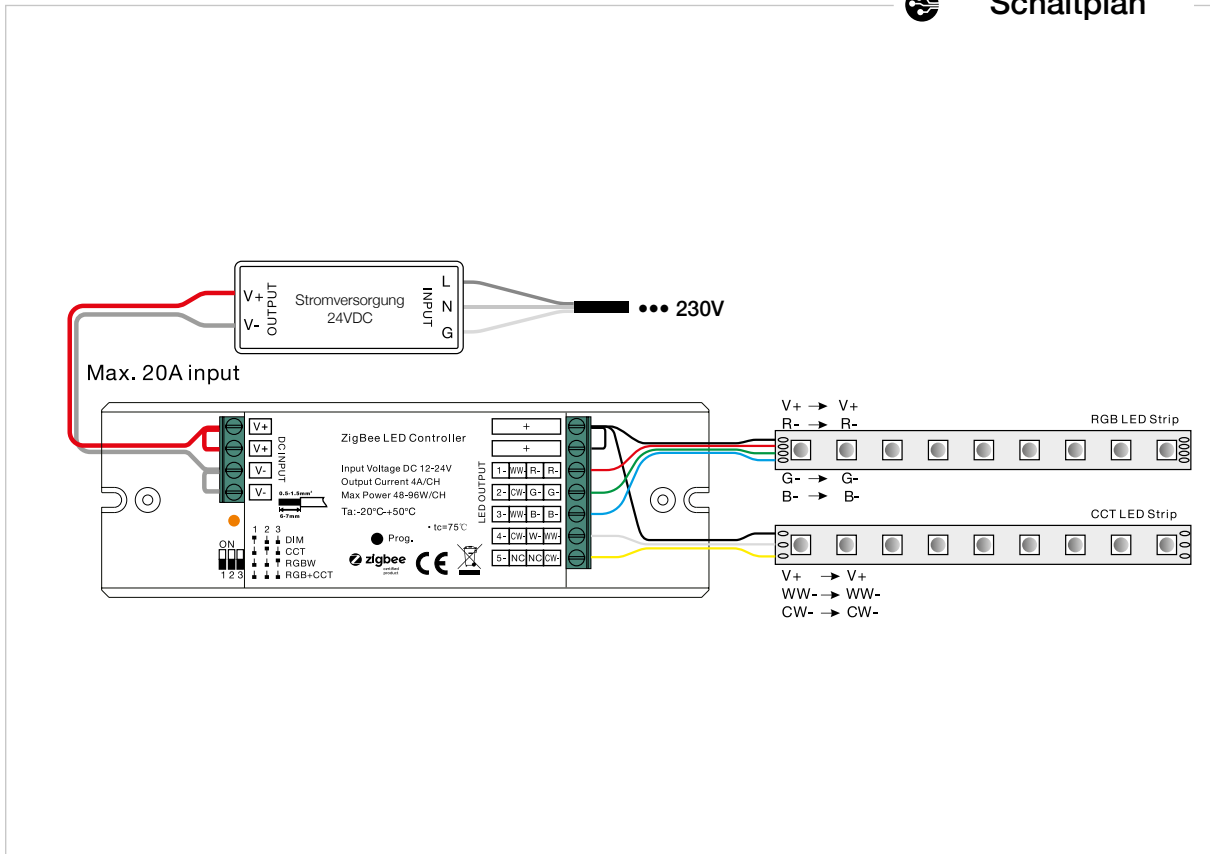 Schaltplan
V+
V-
OUTPUT
Stromversorgung
24VDC
INPUT
L
N
G
••• 230V
Max. 20A input
V+
V+
V-
V-
DC INPUT
0.5-1.5mm²
6-7mm
ZigBee LED Controller
Input Voltage DC 12-24V
Output Current 4A/CH
Max Power 48-96W/CH
Ta:-20°C~+50°C
• tc=75℃
Prog.
zigbee
certified
product
CE
ON
1 2 3
1 2 3
DIM
CCT
RGBW
RGB+CCT
LED OUTPUT
+
+
1- WW- R- R-
2- CW- G- G-
3- WW- B- B-
4- CW- W- WW-
5- NC NC CW-
V+ → V+
R- → R-
RGB LED Strip
G- → G-
B- → B-
CCT LED Strip
V+ → V+
WW- → WW-
CW- → CW-